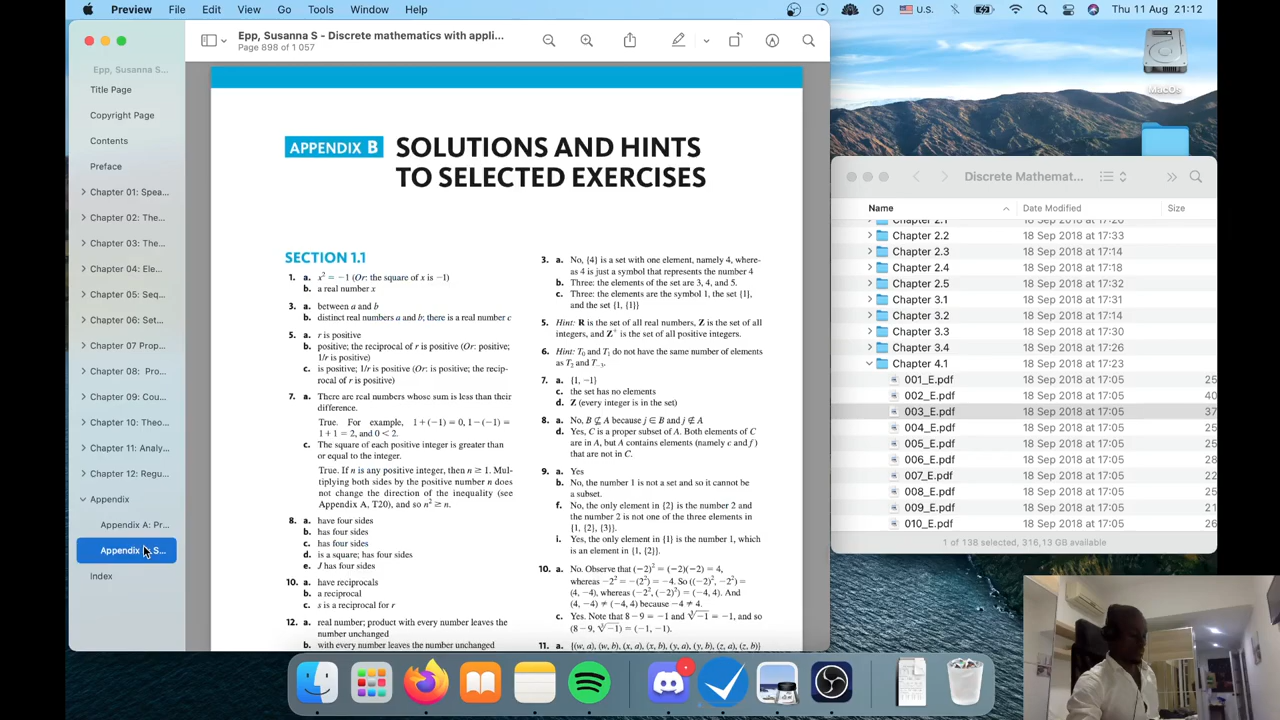 Preview File Edit View Go Tools Window Help
U.S. Thu 11 Aug 21:12
Epp, Susanna S...
Title Page
Copyright Page
Contents
Preface
Chapter 01: Spea...
Chapter 02: The...
Chapter 03: The...
Chapter 04: Ele...
Chapter 05: Seq...
Chapter 06: Set...
Chapter 07 Prop...
Chapter 08: Pro...
Chapter 09: Cou...
Chapter 10: Theo...
Chapter 11: Analy...
Chapter 12: Regu...
Appendix
Appendix A: Pr...
Appendix S...
Index
Epp, Susanna S - Discrete mathematics with appli...
Page 898 of 1 057
APPENDIX B SOLUTIONS AND HINTS
TO SELECTED EXERCISES
SECTION 1.1
1. a. x² = −1 (Or: the square of x is −1)
b. a real number x
3. a. between a and b
b. distinct real numbers a and b; there is a real number c
5. a. r is positive
b. positive; the reciprocal of r is positive (Or: positive;
1/r is positive)
c. is positive; 1/r is positive (Or: is positive; the recip-
rocal of r is positive)
7. a. There are real numbers whose sum is less than their
difference.
True. For example, 1 + (−1) = 0, 1 − (−1) =
1 + 1 = 2, and 0 < 2.
c. The square of each positive integer is greater than
or equal to the integer.
True. If n is any positive integer, then n ≥ 1. Mul-
tiplying both sides by the positive number n does
not change the direction of the inequality (see
Appendix A, T20), and so n² ≥ n.
8. a. have four sides
b. has four sides
c. has four sides
d. is a square; has four sides
e. J has four sides
10. a. have reciprocals
b. a reciprocal
c. s is a reciprocal for r
12. a. real number; product with every number leaves the
number unchanged
b. with every number leaves the number unchanged
3. a. No, {4} is a set with one element, namely 4, where-
as 4 is just a symbol that represents the number 4
b. Three: the elements of the set are 3, 4, and 5.
c. Three: the elements are the symbol 1, the set {1},
and the set {1, {1}}
5. Hint: R is the set of all real numbers, Z is the set of all
integers, and Z⁺ is the set of all positive integers.
6. Hint: T₀ and T₁ do not have the same number of elements
as T₂ and T₋₃.
7. a. {1, −1}
c. the set has no elements
d. Z (every integer is in the set)
8. a. No, B ⊈ A because j ∈ B and j ∉ A
d. Yes, C is a proper subset of A. Both elements of C
are in A, but A contains elements (namely c and f)
that are not in C.
9. a. Yes
b. No, the number 1 is not a set and so it cannot be
a subset.
f. No, the only element in {2} is the number 2 and
the number 2 is not one of the three elements in
{1, {2}, {3}}.
i. Yes, the only element in {1} is the number 1, which
is an element in {1, {2}}.
10. a. No. Observe that (−2)² = (−2)(−2) = 4,
whereas −2² = −(2²) = −4. So ((−2)², −2²) =
(4, −4), whereas (−2², (−2)²) = (−4, 4). And
(4, −4) ≠ (−4, 4) because −4 ≠ 4.
c. Yes. Note that 8 − 9 = −1 and ∛−1 = −1, and so
(8 − 9, ∛−1) = (−1, −1).
11. a. {(w, a), (w, b), (x, a), (x, b), (y, a), (y, b), (z, a), (z, b)}
MacOs
Discrete Mathemat...
Name Date Modified Size
Chapter 2.1 18 Sep 2018 at 17:26
Chapter 2.2 18 Sep 2018 at 17:33
Chapter 2.3 18 Sep 2018 at 17:14
Chapter 2.4 18 Sep 2018 at 17:18
Chapter 2.5 18 Sep 2018 at 17:32
Chapter 3.1 18 Sep 2018 at 17:31
Chapter 3.2 18 Sep 2018 at 17:14
Chapter 3.3 18 Sep 2018 at 17:30
Chapter 3.4 18 Sep 2018 at 17:26
Chapter 4.1 18 Sep 2018 at 17:23
001_E.pdf 18 Sep 2018 at 17:05 25
002_E.pdf 18 Sep 2018 at 17:05 40
003_E.pdf 18 Sep 2018 at 17:05 37
004_E.pdf 18 Sep 2018 at 17:05 28
005_E.pdf 18 Sep 2018 at 17:05 25
006_E.pdf 18 Sep 2018 at 17:05 28
007_E.pdf 18 Sep 2018 at 17:05 25
008_E.pdf 18 Sep 2018 at 17:05 28
009_E.pdf 18 Sep 2018 at 17:05 25
010_E.pdf 18 Sep 2018 at 17:05 26
1 of 138 selected, 316,13 GB available